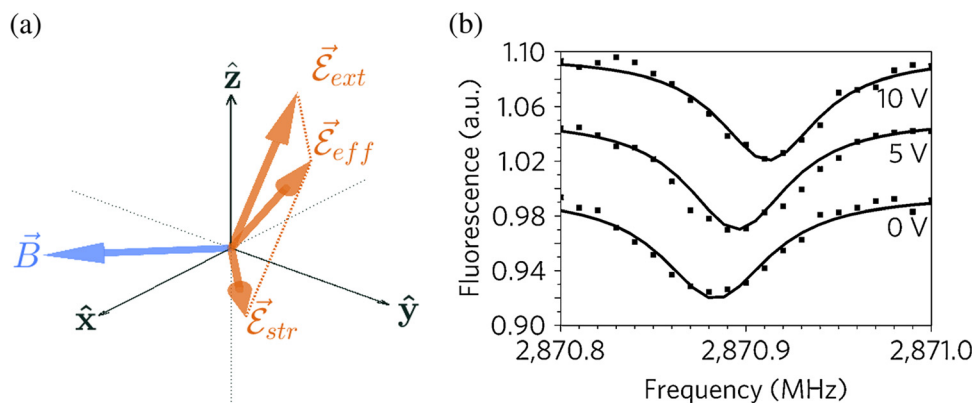 (a)
ẑ
ℰ⃗ext
ℰ⃗eff
B⃗
x̂
ŷ
ℰ⃗str
(b)
Fluorescence (a.u.)
1.10
1.06
1.02
0.98
0.94
0.90
10 V
5 V
0 V
2,870.8
2,870.9
2,871.0
Frequency (MHz)